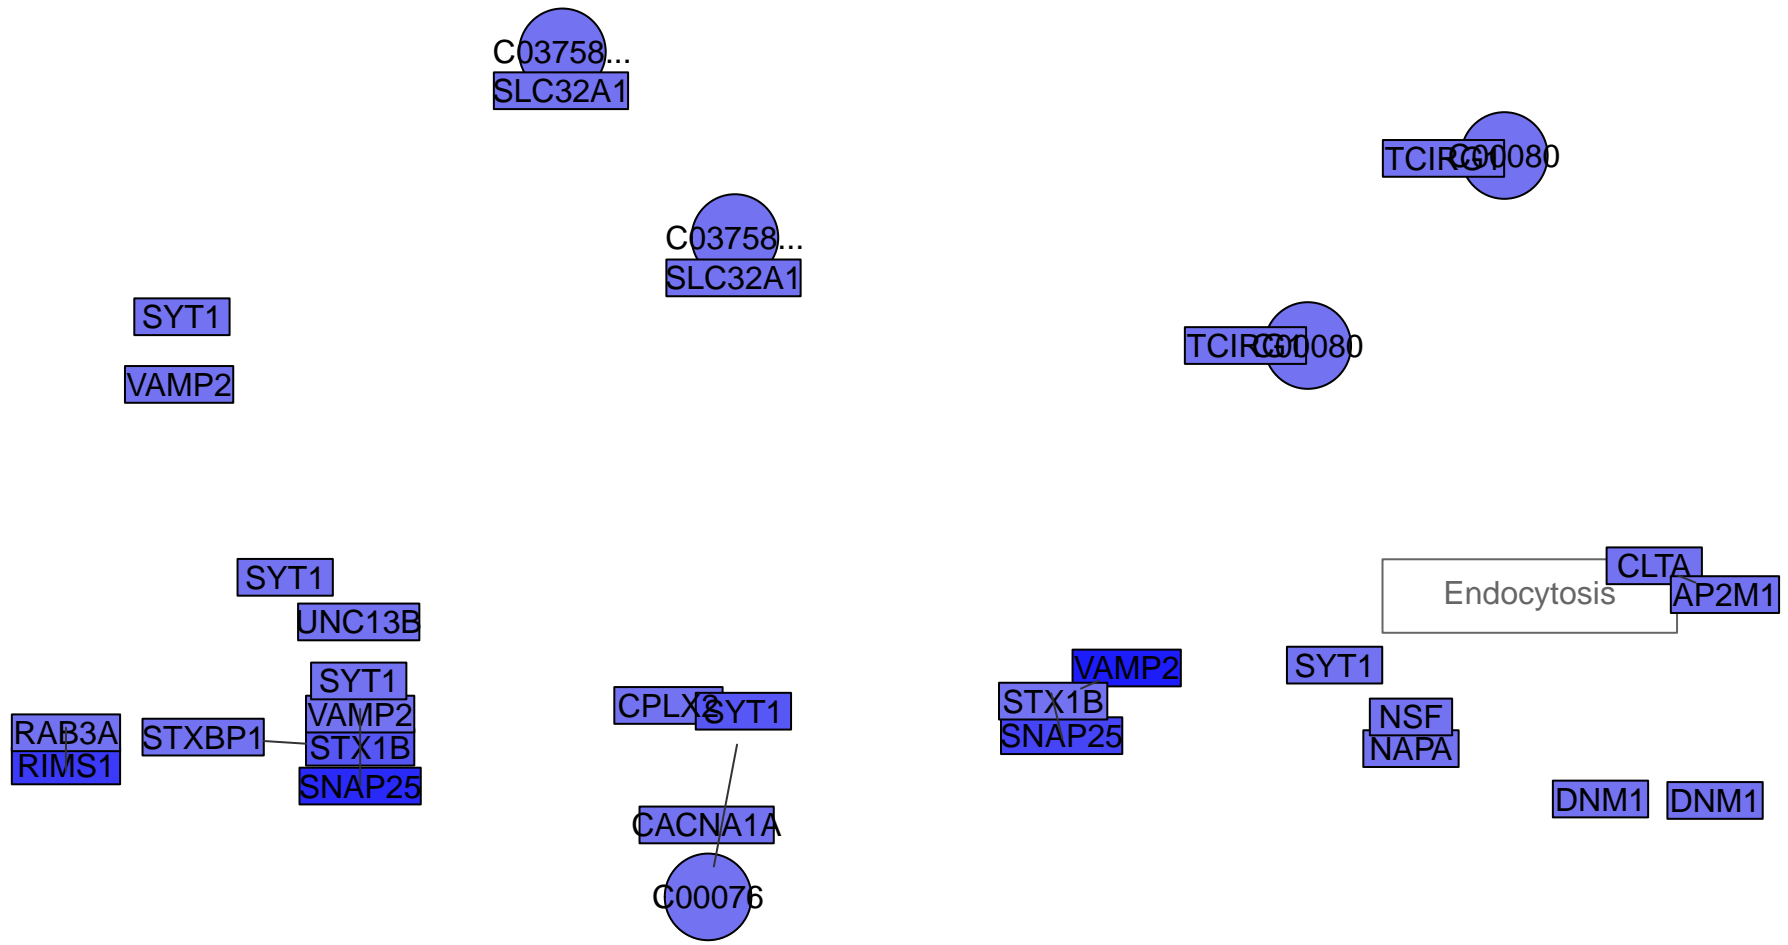 C03758...
SLC32A1
TCIRG1
C00080
C03758...
SLC32A1
SYT1
TCIRG1
C00080
VAMP2
SYT1
UNC13B
CLTA
Endocytosis
AP2M1
SYT1
VAMP2
SYT1
STX1B
CPLX2
SYT1
VAMP2
NSF
RAB3A
STXBP1
STX1B
SNAP25
NAPA
RIMS1
SNAP25
DNM1
DNM1
CACNA1A
C00076